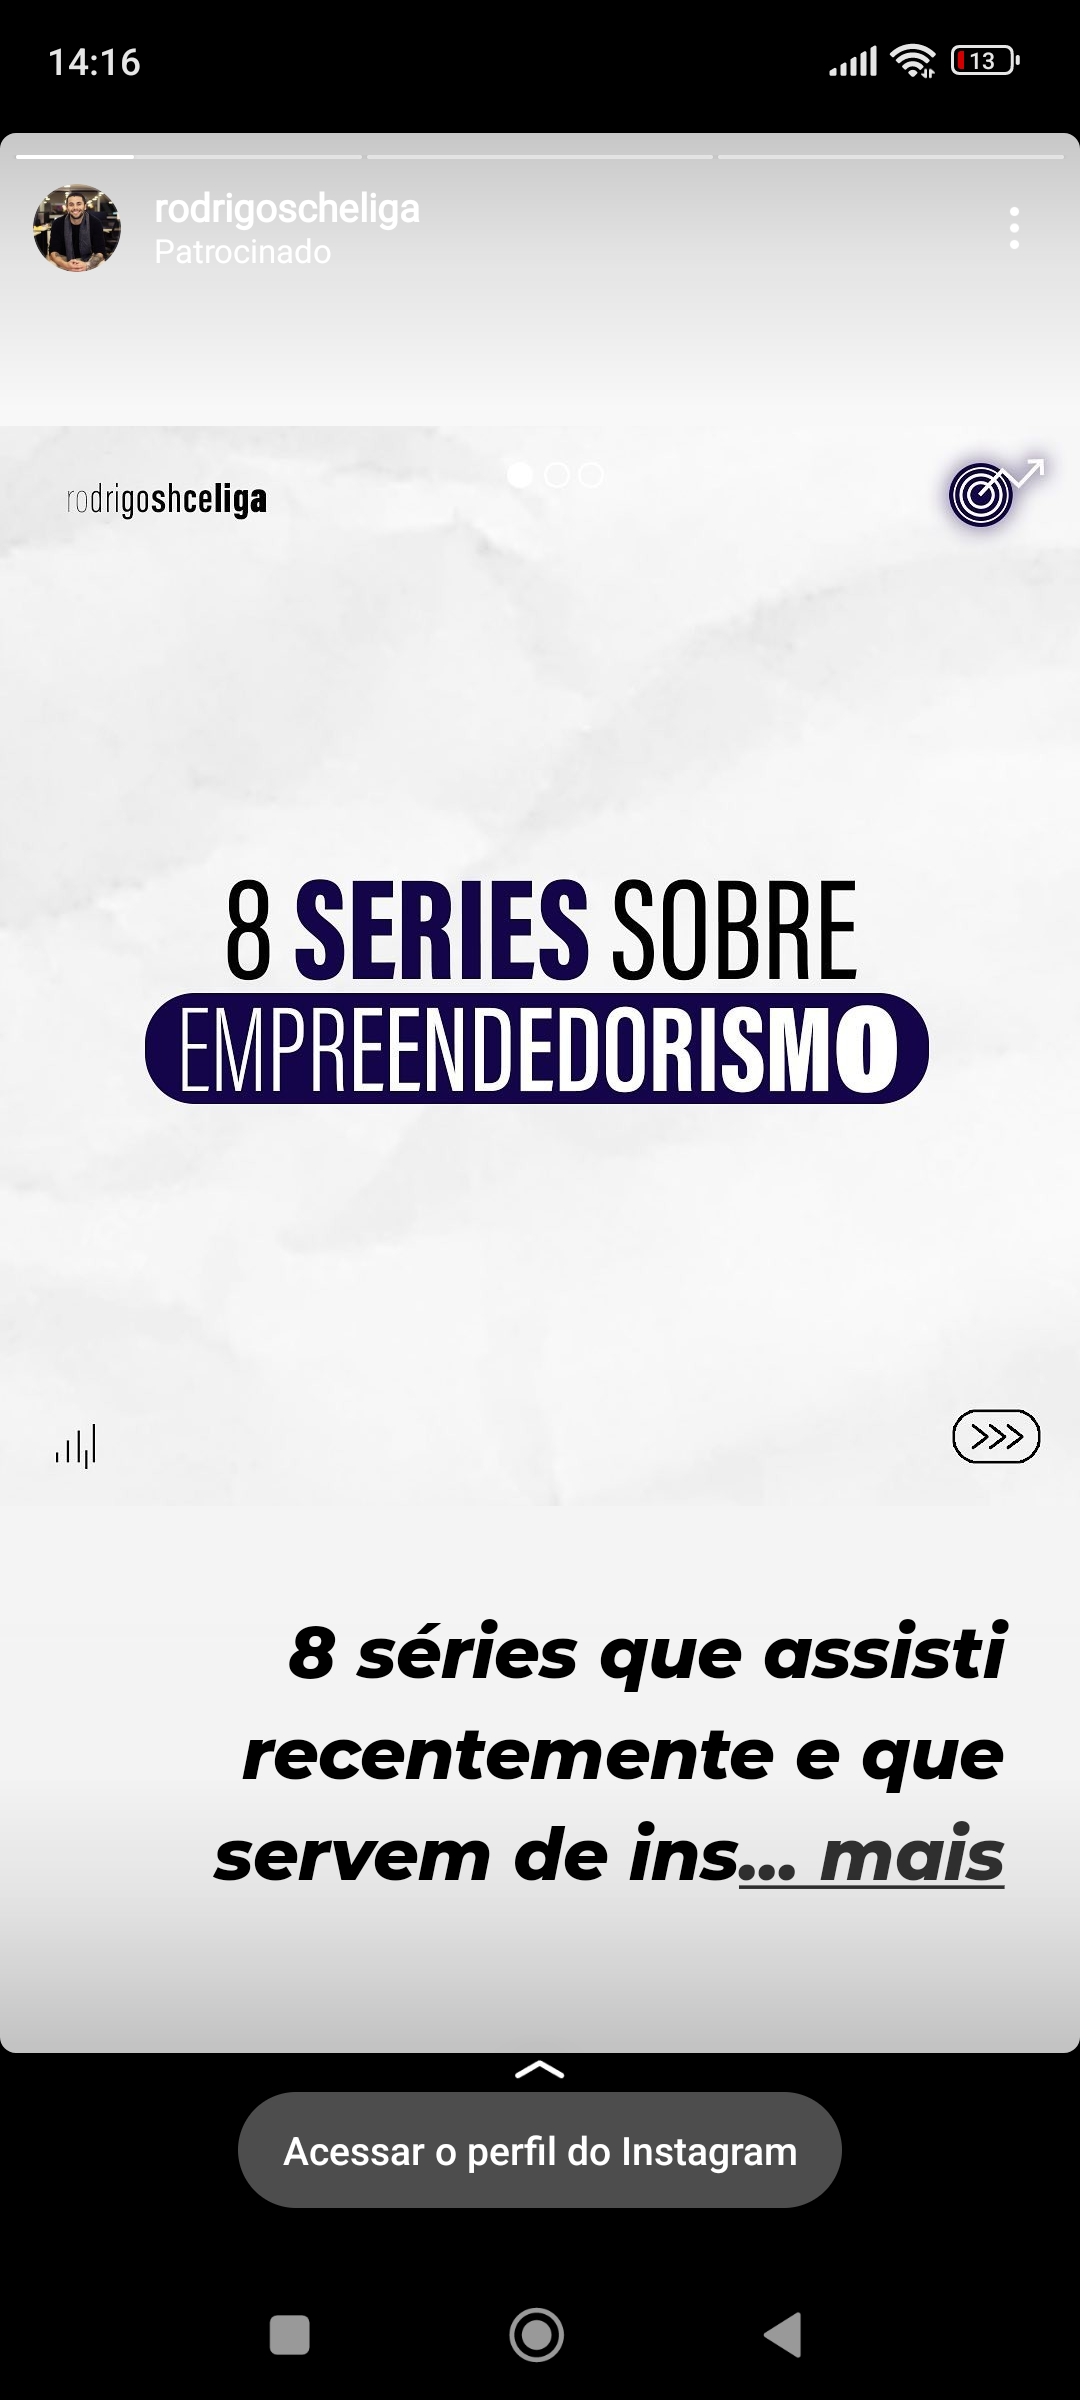 14:16
13
rodrigoscheliga
Patrocinado
rodrigoshceliga
8 SERIES SOBRE
EMPREENDEDORISMO
8 séries que assisti
recentemente e que
servem de ins... mais
Acessar o perfil do Instagram